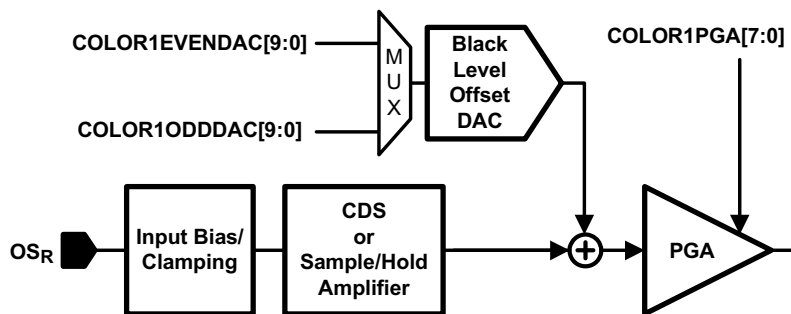 COLOR1EVENDAC[9:0]
COLOR1ODDDAC[9:0]
MUX
Black
Level
Offset
DAC
COLOR1PGA[7:0]
OSR
Input Bias/
Clamping
CDS
or
Sample/Hold
Amplifier
+
PGA